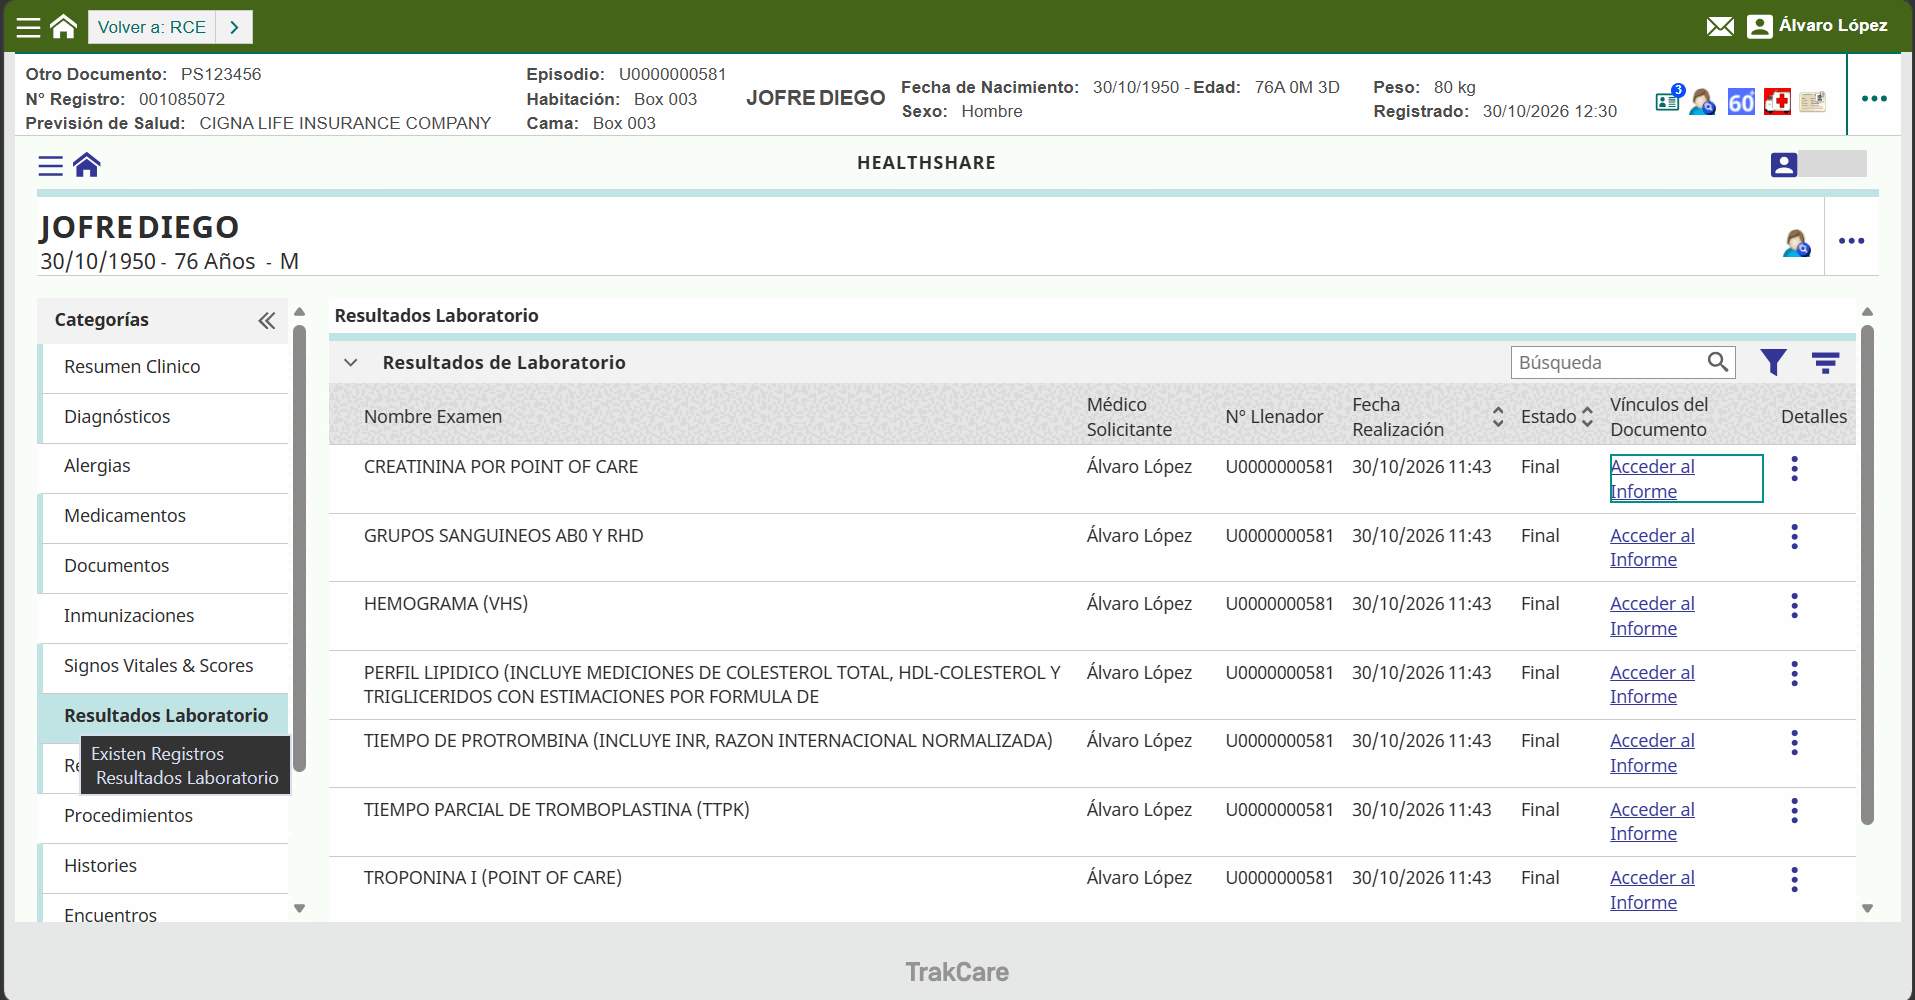 Volver a: RCE
Álvaro López
Otro Documento: PS123456
N° Registro: 001085072
Previsión de Salud: CIGNA LIFE INSURANCE COMPANY
Episodio: U0000000581
Habitación: Box 003
Cama: Box 003
JOFRE DIEGO
Fecha de Nacimiento: 30/10/1950 - Edad: 76A 0M 3D
Sexo: Hombre
Peso: 80 kg
Registrado: 30/10/2026 12:30
3
60
HEALTHSHARE
JOFRE DIEGO
30/10/1950 - 76 Años - M
Categorías
Resumen Clinico
Diagnósticos
Alergias
Medicamentos
Documentos
Inmunizaciones
Signos Vitales & Scores
Resultados Laboratorio
Existen Registros
Resultados Laboratorio
Procedimientos
Histories
Encuentros
Resultados Laboratorio
Resultados de Laboratorio
Búsqueda
Nombre Examen
Médico Solicitante
Nº Llenador
Fecha Realización
Estado
Vínculos del Documento
Detalles
CREATININA POR POINT OF CARE Álvaro López U0000000581 30/10/2026 11:43 Final Acceder al Informe
GRUPOS SANGUINEOS AB0 Y RHD Álvaro López U0000000581 30/10/2026 11:43 Final Acceder al Informe
HEMOGRAMA (VHS) Álvaro López U0000000581 30/10/2026 11:43 Final Acceder al Informe
PERFIL LIPIDICO (INCLUYE MEDICIONES DE COLESTEROL TOTAL, HDL-COLESTEROL Y TRIGLICERIDOS CON ESTIMACIONES POR FORMULA DE Álvaro López U0000000581 30/10/2026 11:43 Final Acceder al Informe
TIEMPO DE PROTROMBINA (INCLUYE INR, RAZON INTERNACIONAL NORMALIZADA) Álvaro López U0000000581 30/10/2026 11:43 Final Acceder al Informe
TIEMPO PARCIAL DE TROMBOPLASTINA (TTPK) Álvaro López U0000000581 30/10/2026 11:43 Final Acceder al Informe
TROPONINA I (POINT OF CARE) Álvaro López U0000000581 30/10/2026 11:43 Final Acceder al Informe
TrakCare